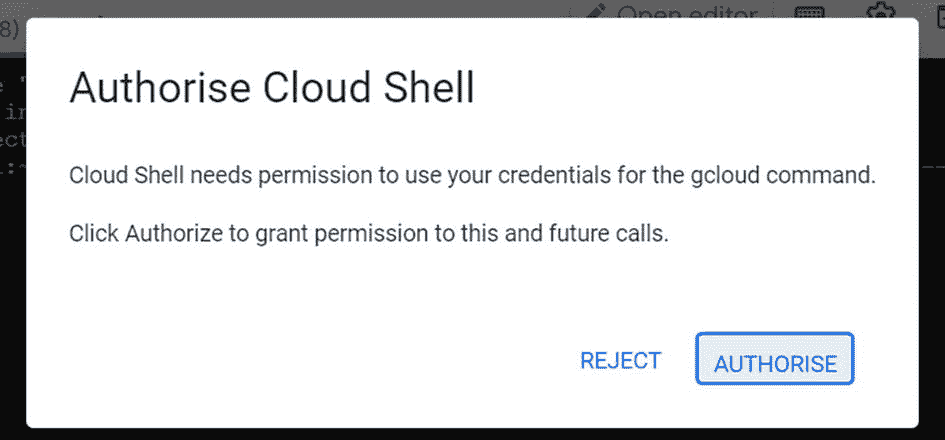 8)
Open editor
Authorise Cloud Shell
Cloud Shell needs permission to use your credentials for the gcloud command.
Click Authorize to grant permission to this and future calls.
REJECT
AUTHORISE